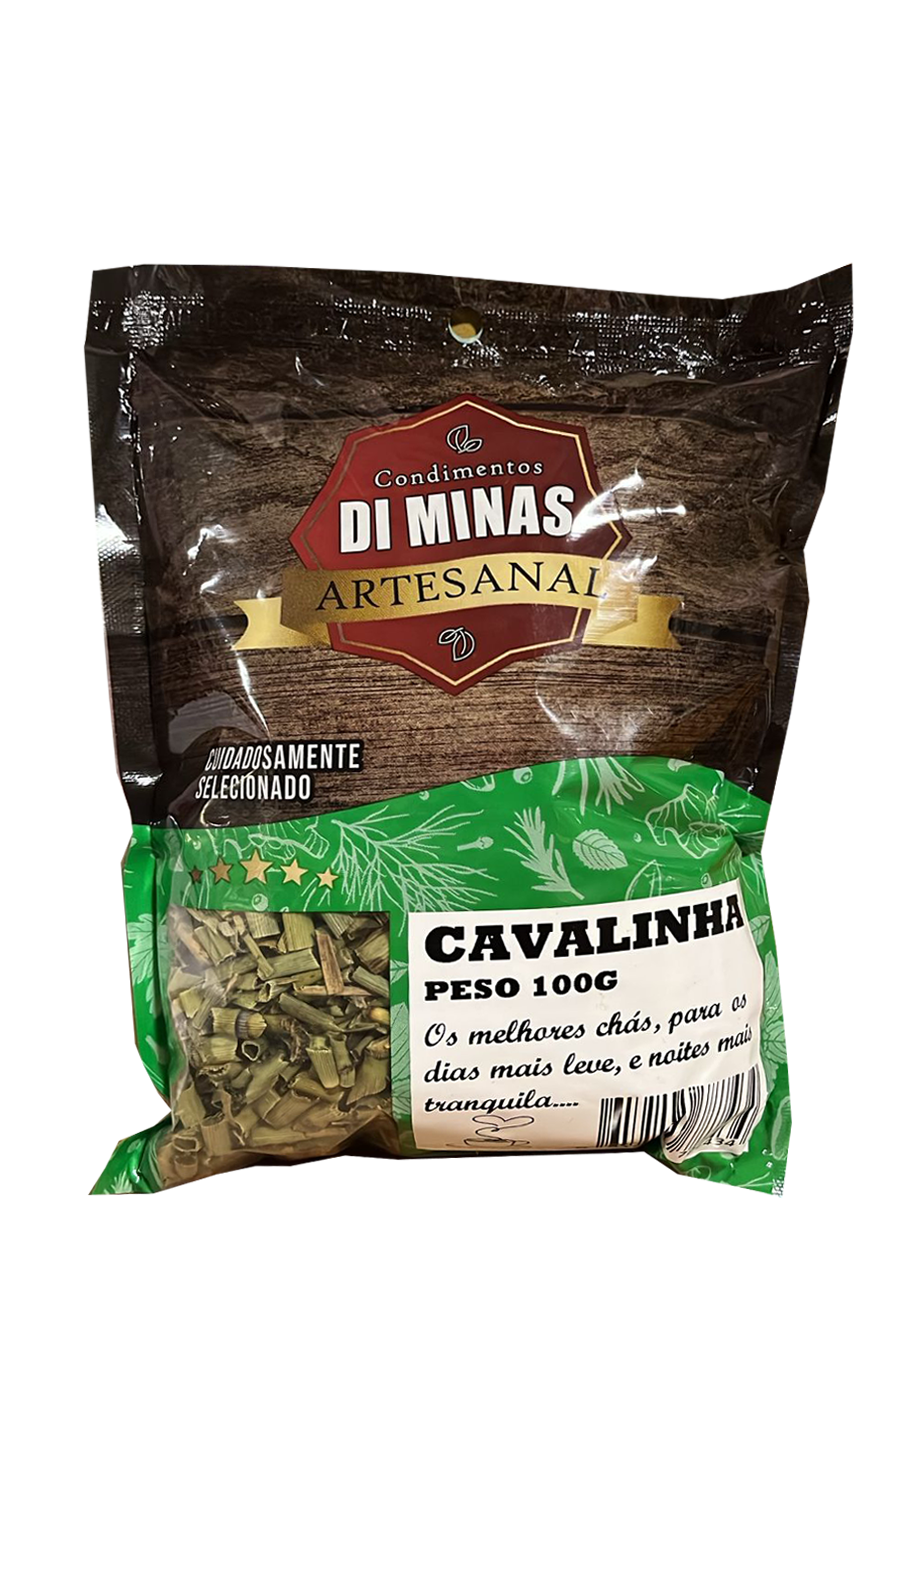 Condimentos
DI MINAS
ARTESANAL
CUIDADOSAMENTE
SELECIONADO
CAVALINHA
PESO 100G
Os melhores chás, para os
dias mais leve, e noites mais
tranquila....